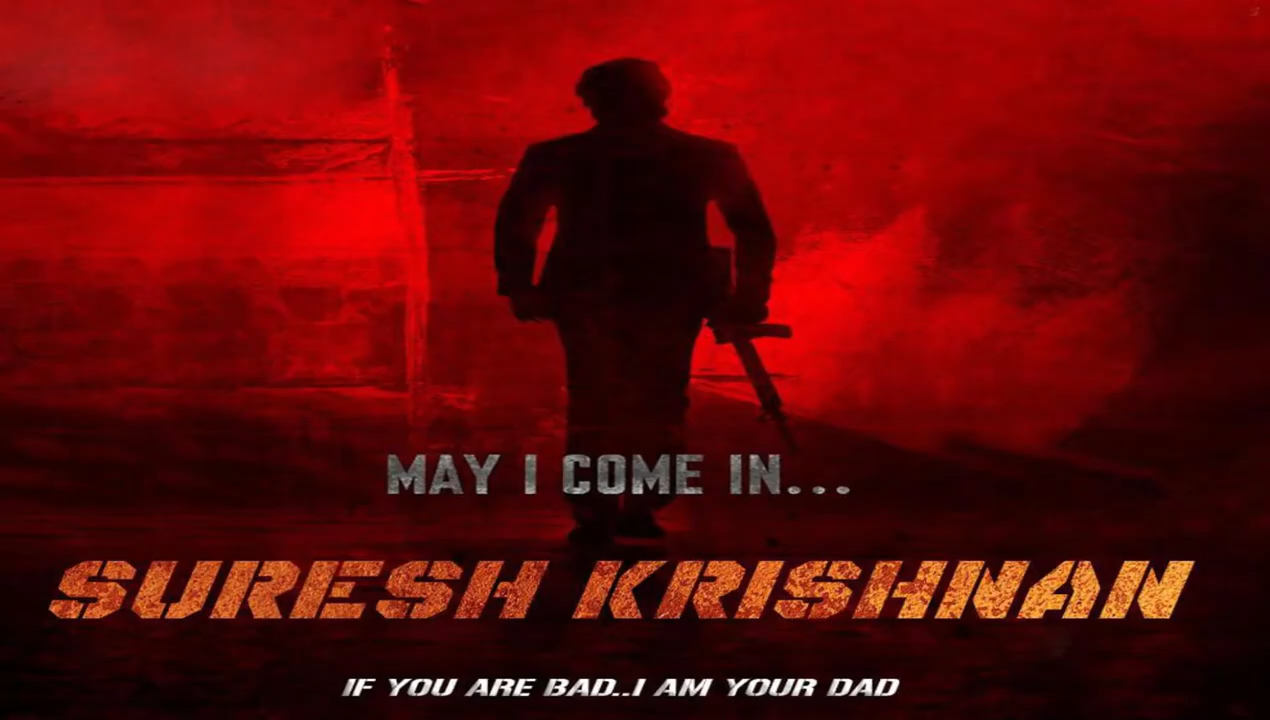 MAY I COME IN...
SURESH KRISHNAN
IF YOU ARE BAD..I AM YOUR DAD